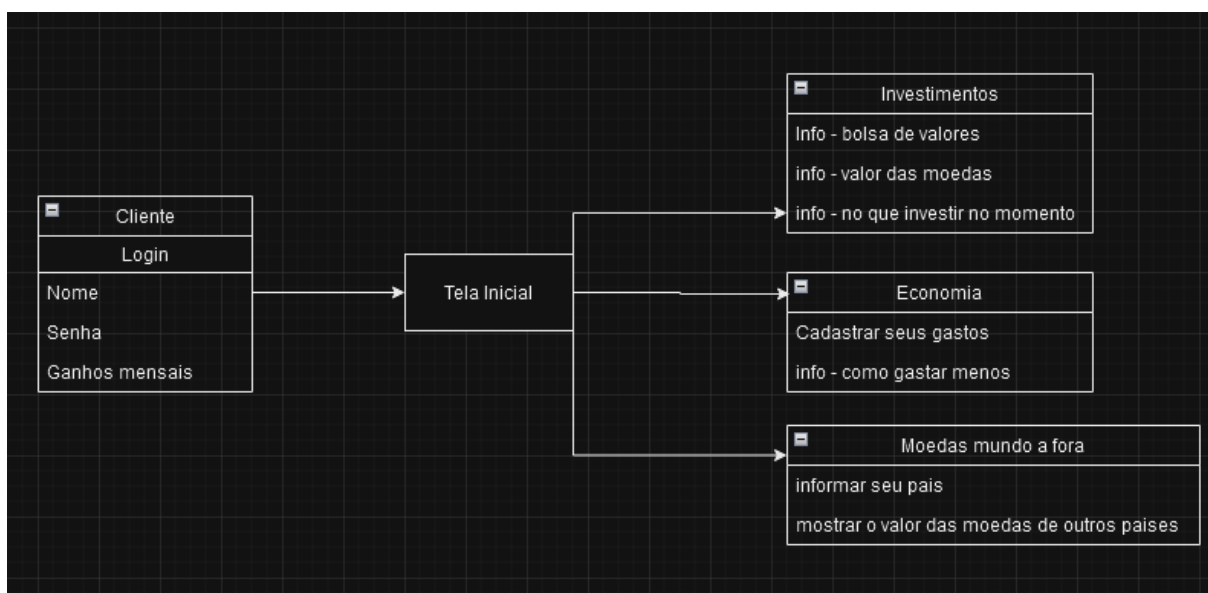 Cliente
Login
Nome
Senha
Ganhos mensais
Tela Inicial
Investimentos
Info - bolsa de valores
info - valor das moedas
info - no que investir no momento
Economia
Cadastrar seus gastos
info - como gastar menos
Moedas mundo a fora
informar seu pais
mostrar o valor das moedas de outros paises